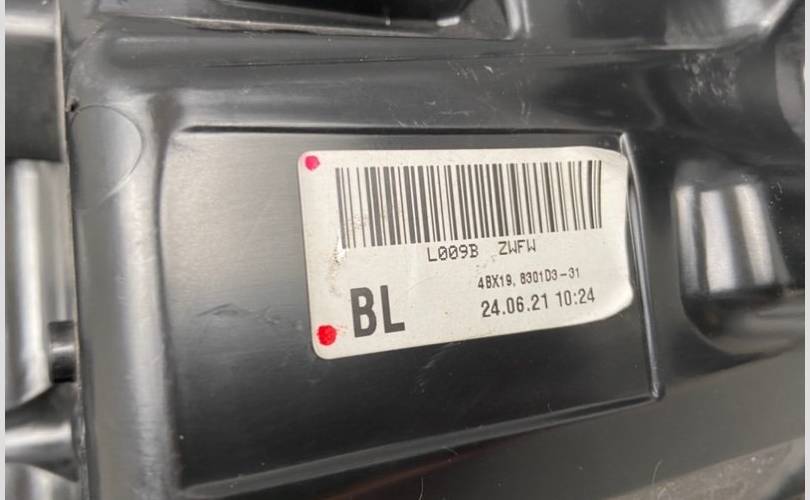 L009B ZWFW
4BX19, 8301D3-31
BL
24.06.21 10:24